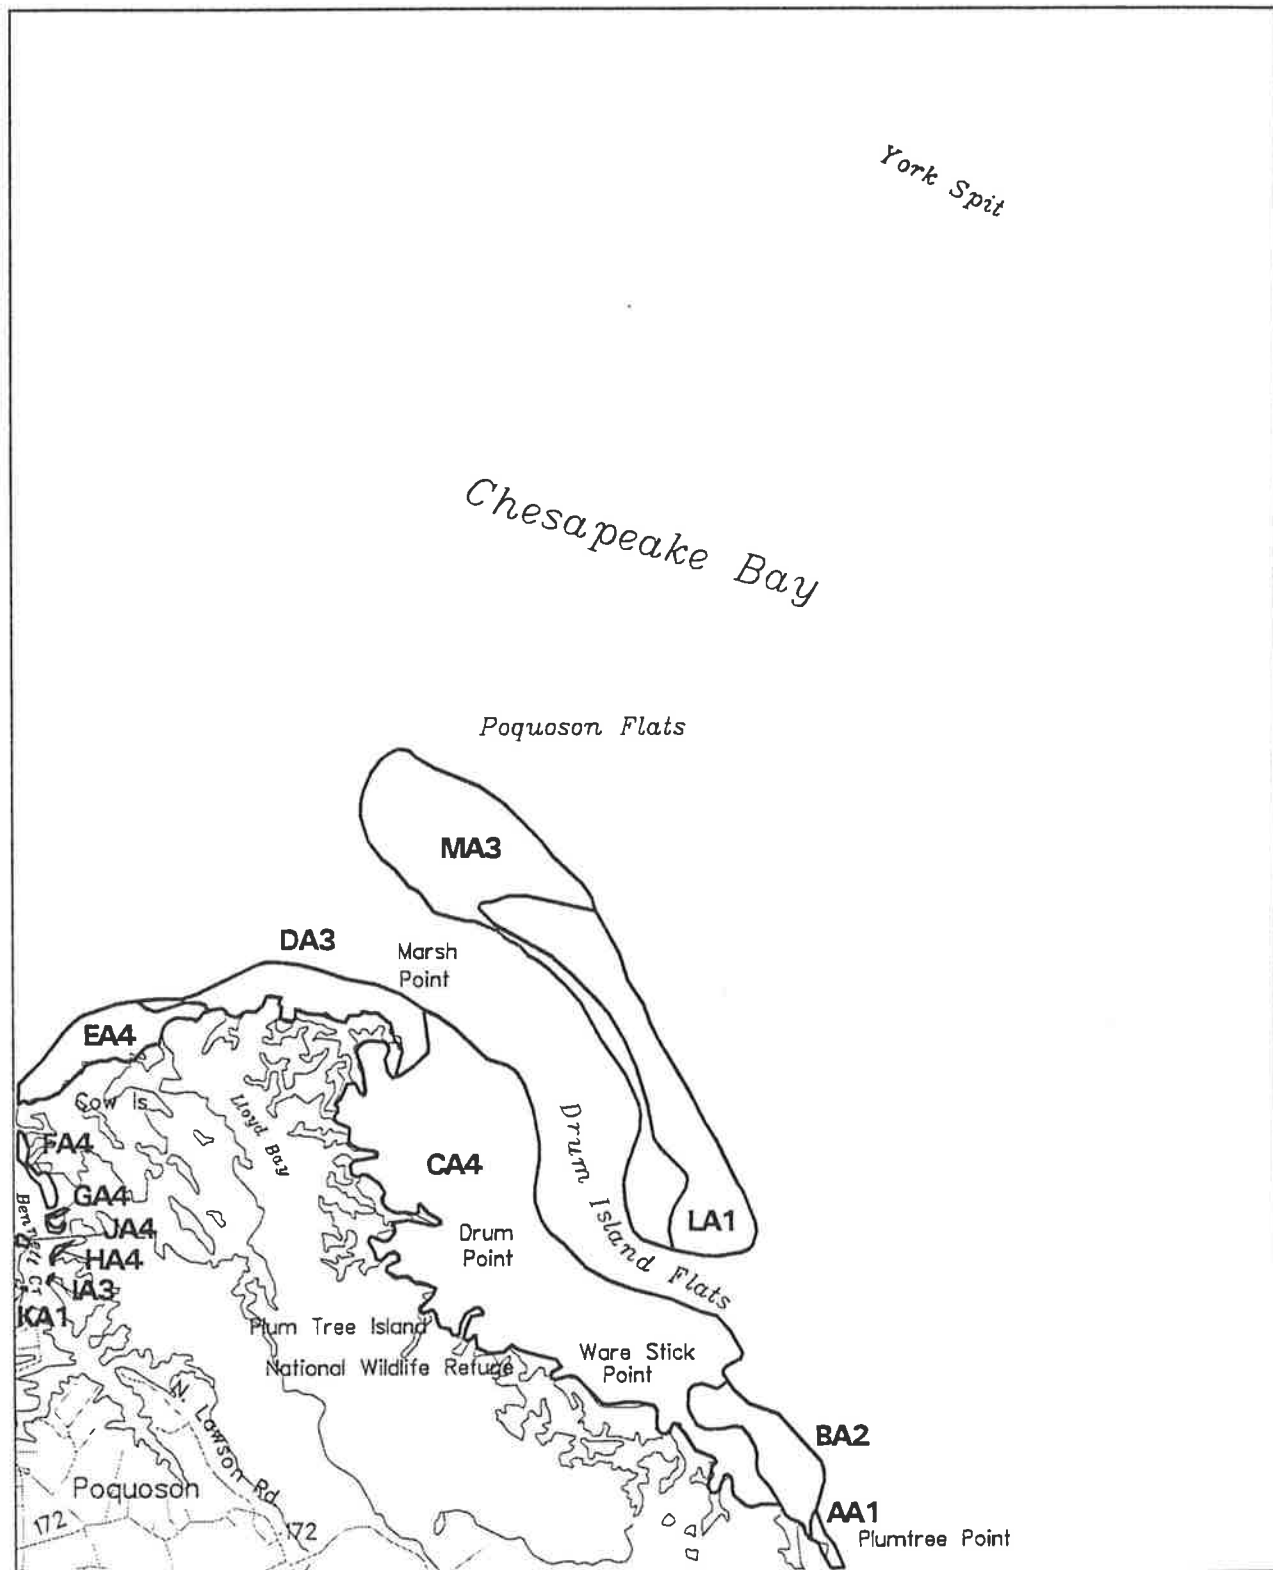 York Spit
Chesapeake Bay
Poquoson Flats
MA3
DA3
Marsh
Point
EA4
Cow Is.
Lloyd Bay
FA4
CA4
Drum Island Flats
GA4
Bennett Cr
JA4
LA1
Drum
Point
HA4
IA3
KA1
Plum Tree Island
National Wildlife Refuge
Ware Stick
Point
N. Lawson Rd
BA2
Poquoson
AA1
172
172
Plumtree Point